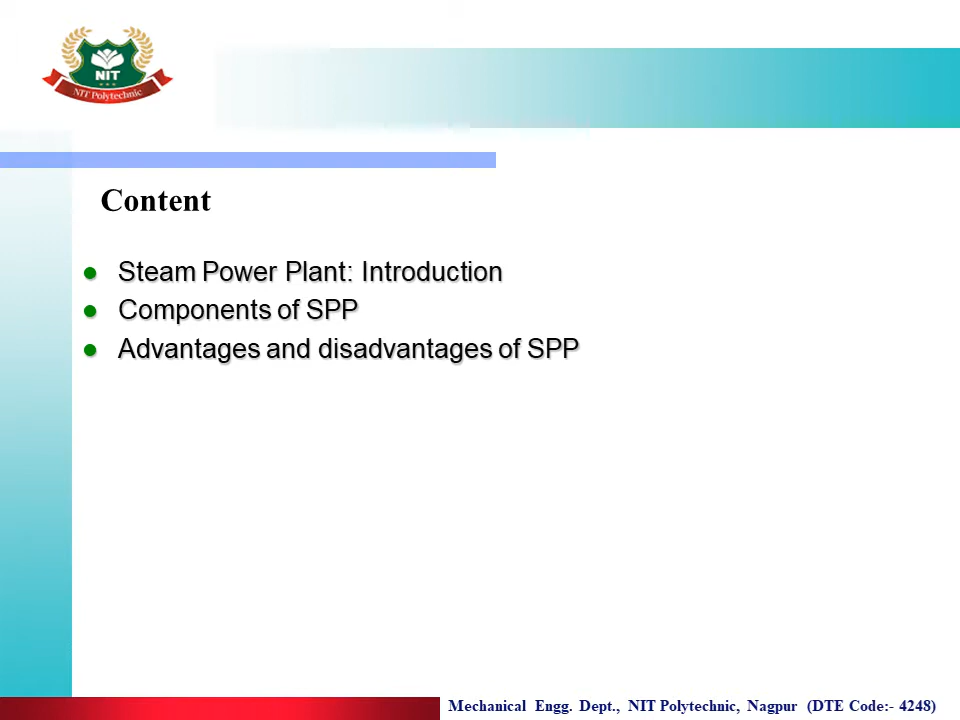 NIT
NIT Polytechnic
Content
Steam Power Plant: Introduction
Components of SPP
Advantages and disadvantages of SPP
Mechanical Engg. Dept., NIT Polytechnic, Nagpur (DTE Code:- 4248)